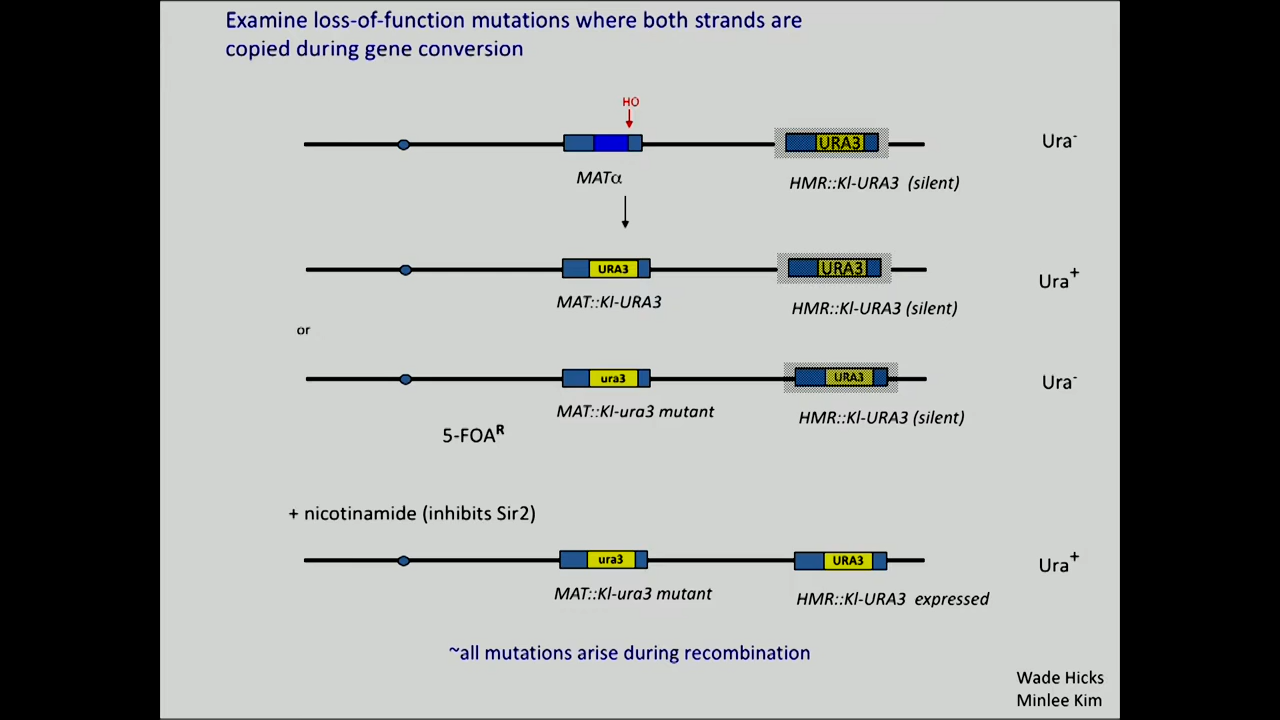 Examine loss-of-function mutations where both strands are
copied during gene conversion
HO
URA3
Ura-
MATα
HMR::Kl-URA3 (silent)
URA3
URA3
Ura+
MAT::Kl-URA3
HMR::Kl-URA3 (silent)
or
ura3
URA3
Ura-
MAT::Kl-ura3 mutant
HMR::Kl-URA3 (silent)
5-FOAR
+ nicotinamide (inhibits Sir2)
ura3
URA3
Ura+
MAT::Kl-ura3 mutant
HMR::Kl-URA3 expressed
~all mutations arise during recombination
Wade Hicks
Minlee Kim